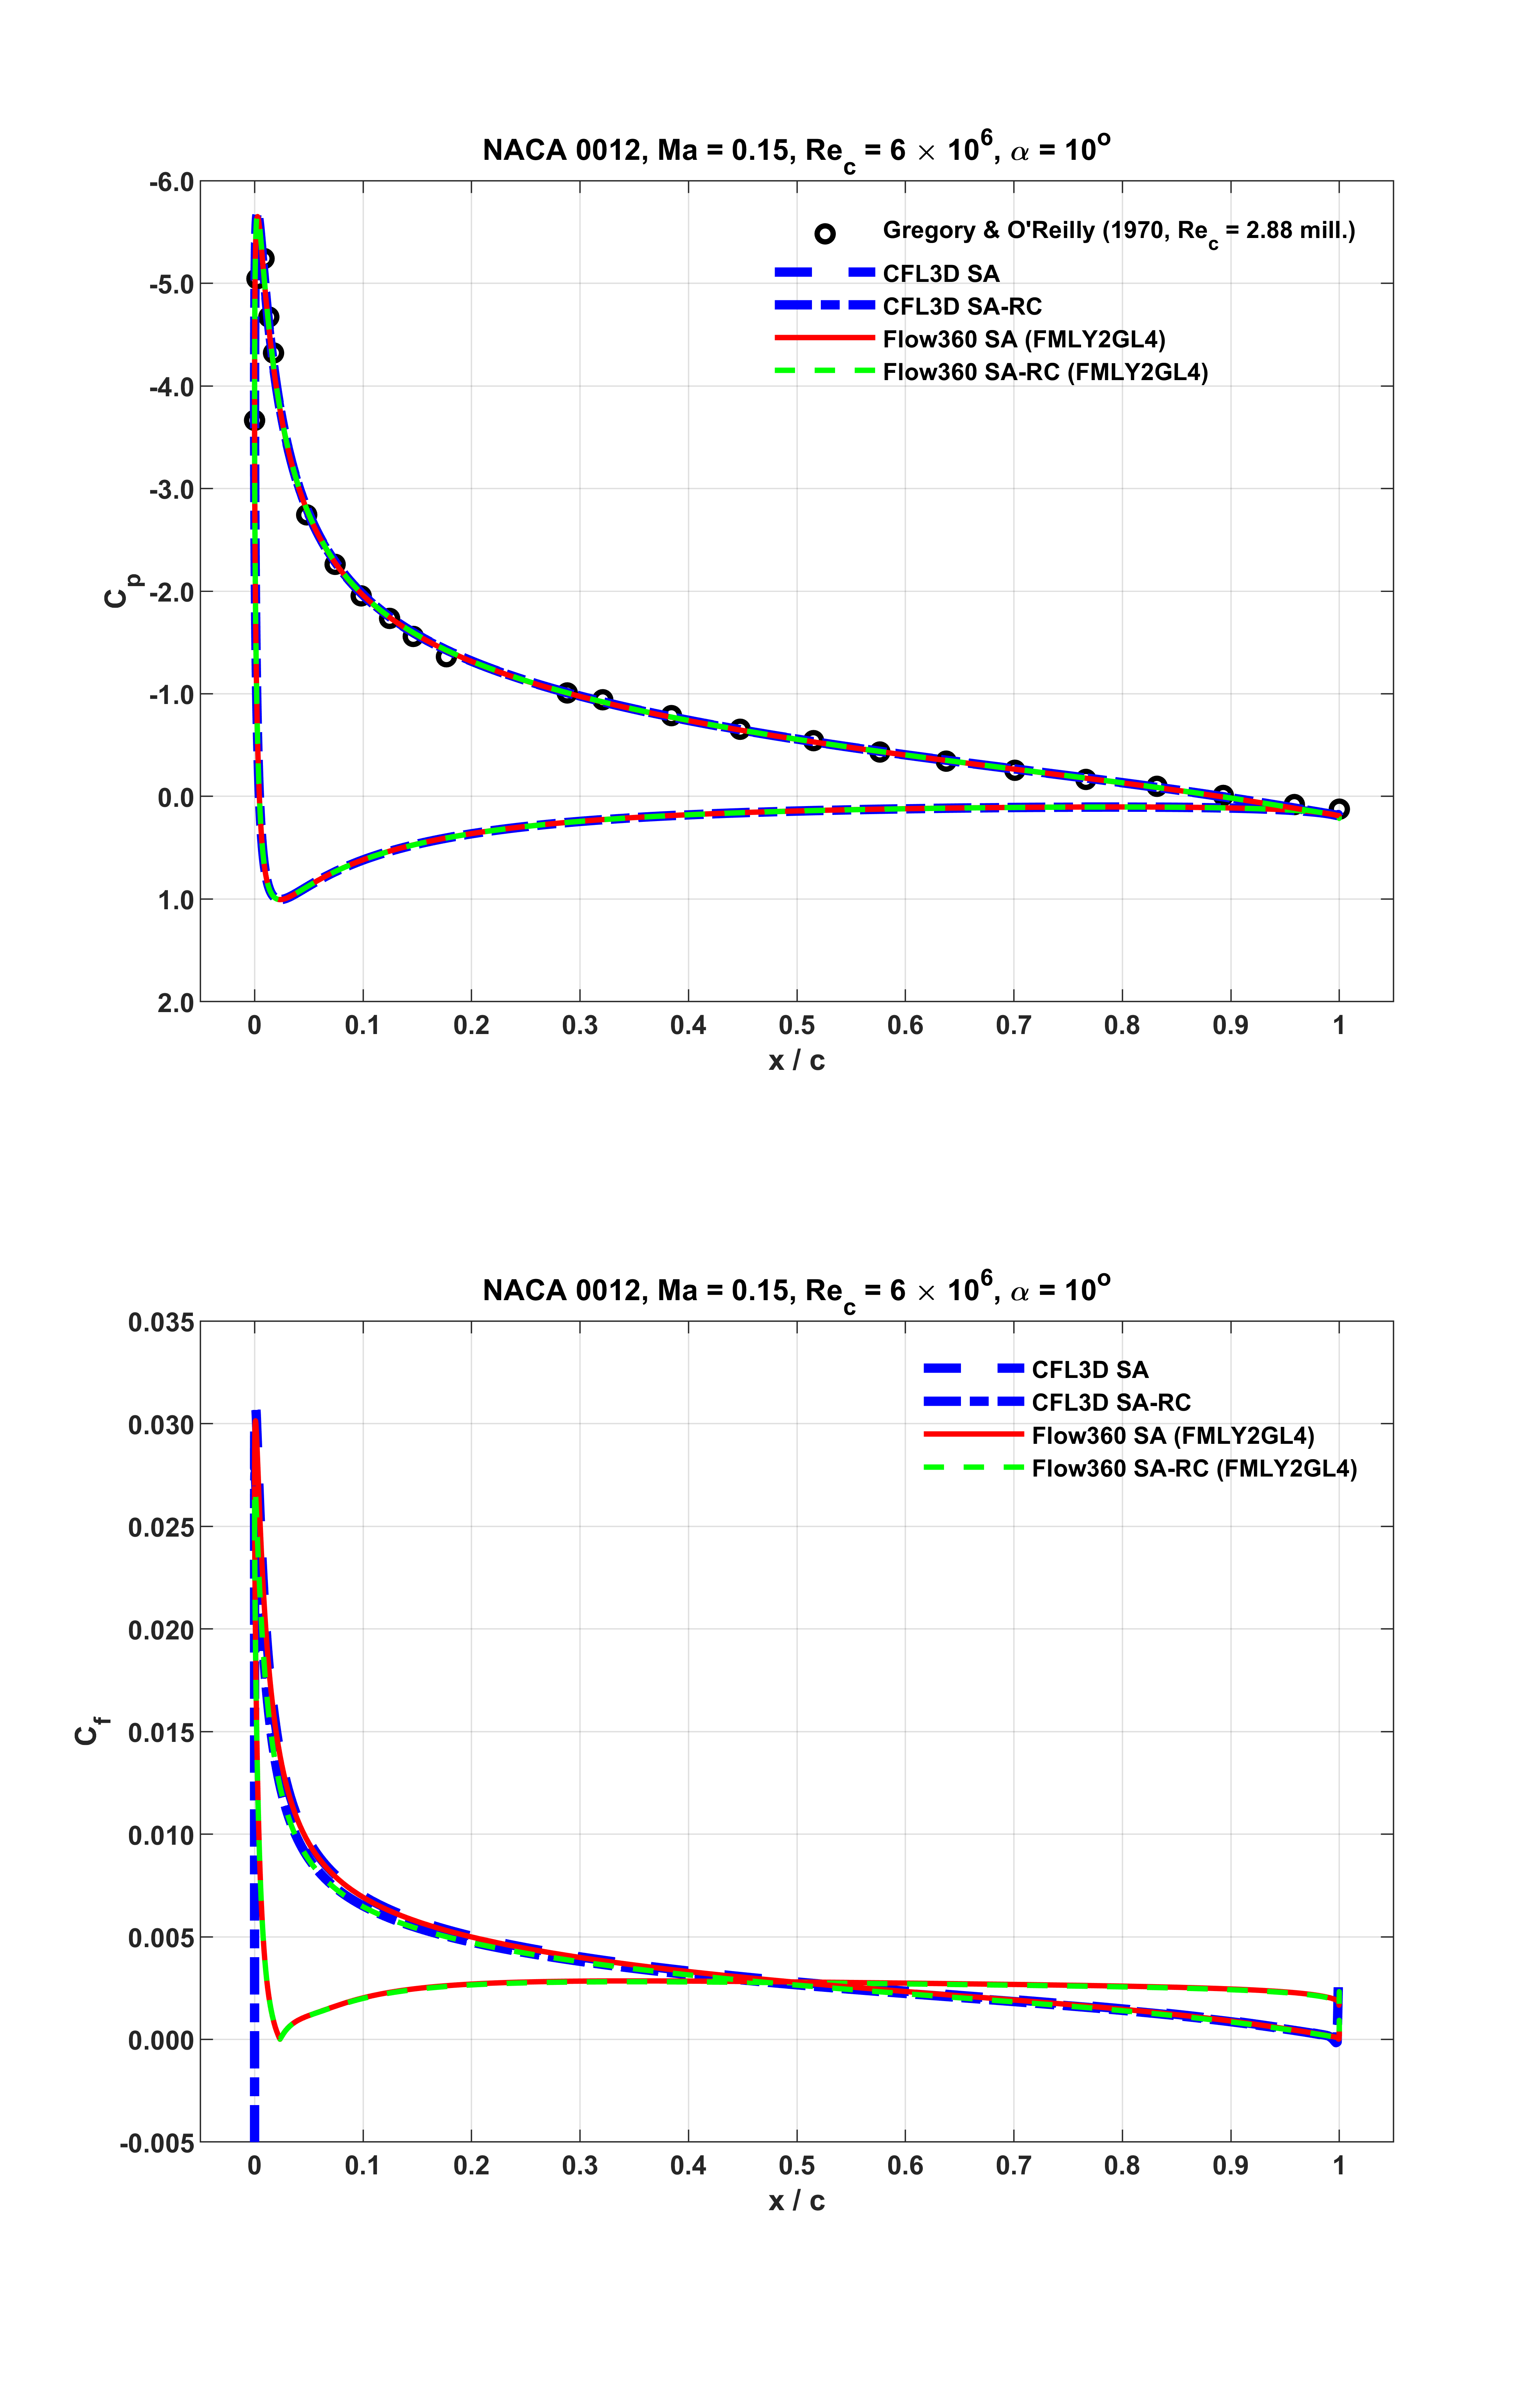 NACA 0012, Ma = 0.15, Re_c = 6 × 10^6, α = 10^o
-6.0
-5.0
-4.0
-3.0
-2.0
-1.0
0.0
1.0
2.0
C_p
Gregory & O'Reilly (1970, Re_c = 2.88 mill.)
CFL3D SA
CFL3D SA-RC
Flow360 SA (FMLY2GL4)
Flow360 SA-RC (FMLY2GL4)
0 0.1 0.2 0.3 0.4 0.5 0.6 0.7 0.8 0.9 1
x / c
NACA 0012, Ma = 0.15, Re_c = 6 × 10^6, α = 10^o
0.035
0.030
0.025
0.020
0.015
0.010
0.005
0.000
-0.005
C_f
CFL3D SA
CFL3D SA-RC
Flow360 SA (FMLY2GL4)
Flow360 SA-RC (FMLY2GL4)
0 0.1 0.2 0.3 0.4 0.5 0.6 0.7 0.8 0.9 1
x / c